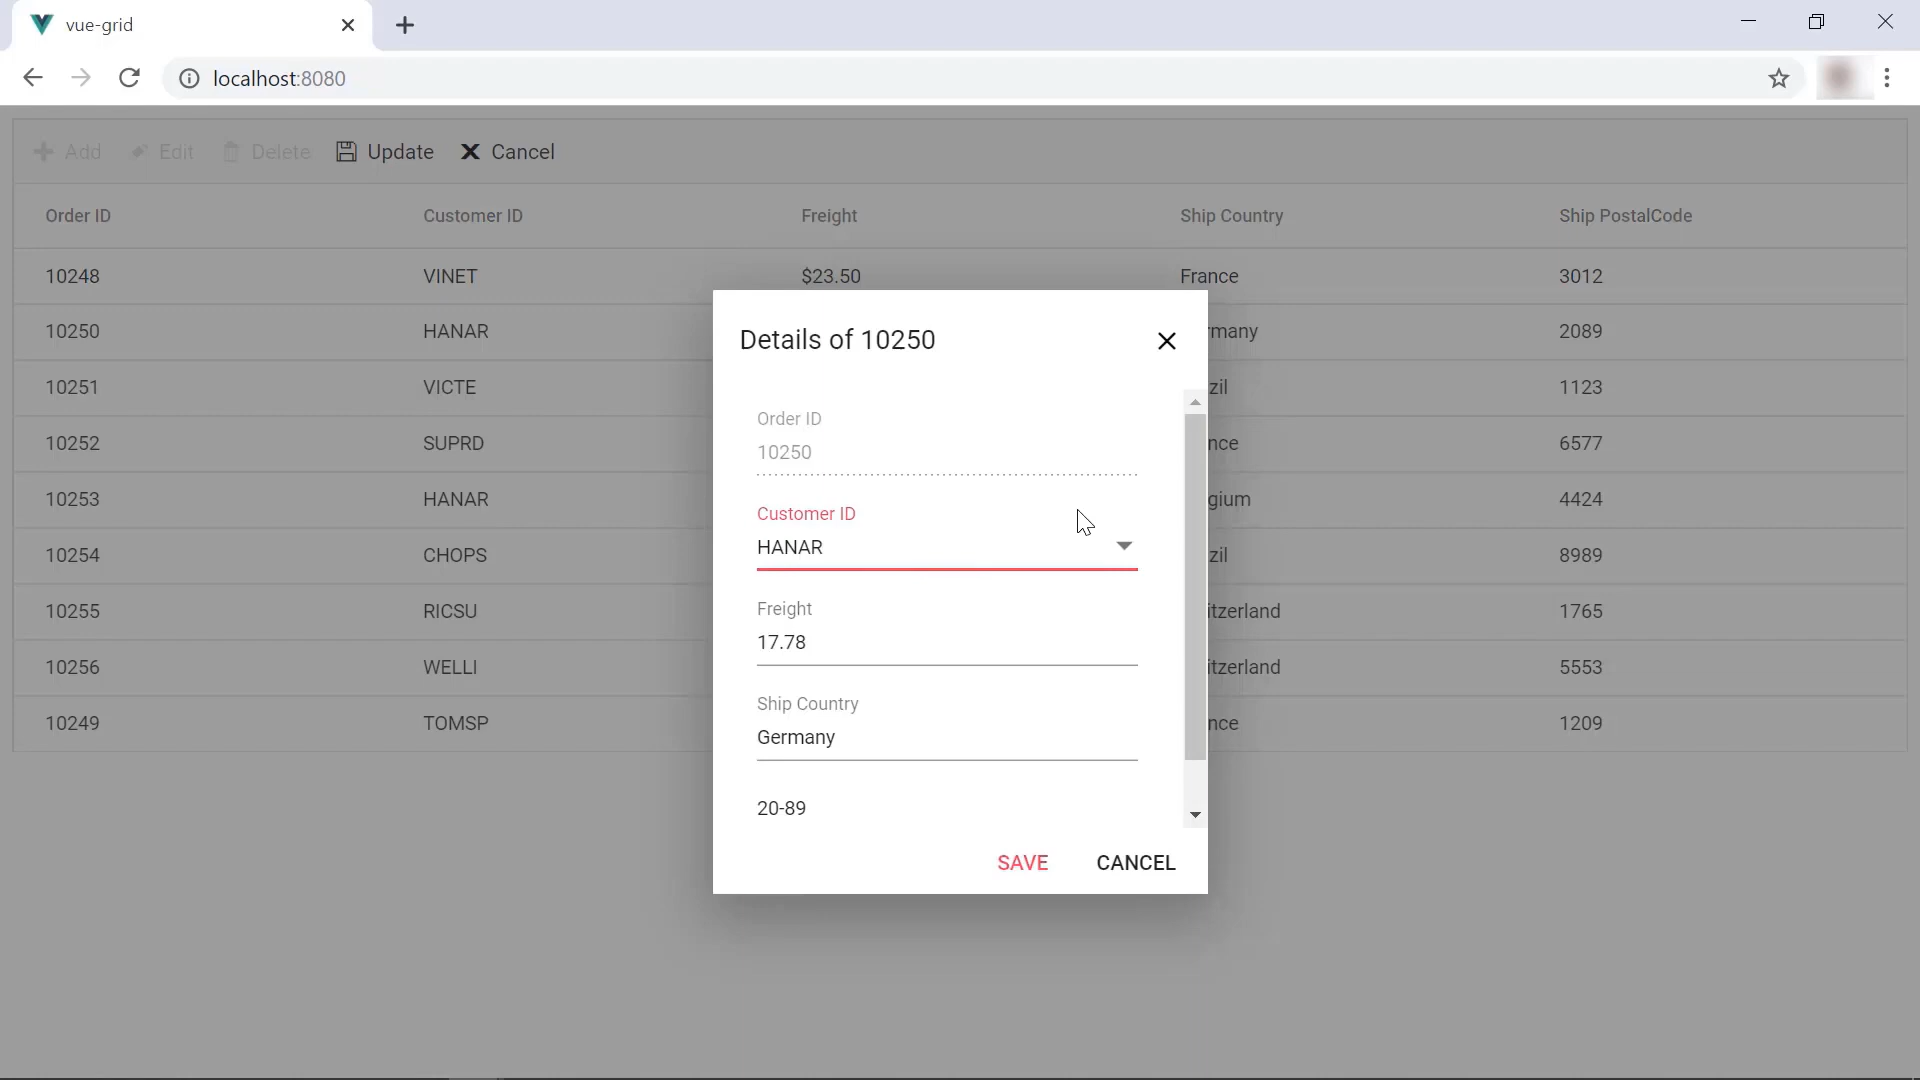 vue-grid
localhost:8080
Add Edit Delete Update Cancel
Order ID Customer ID Freight Ship Country Ship PostalCode
10248 VINET $23.50 France 3012
10250 HANAR rmany 2089
10251 VICTE zil 1123
10252 SUPRD nce 6577
10253 HANAR gium 4424
10254 CHOPS zil 8989
10255 RICSU itzerland 1765
10256 WELLI itzerland 5553
10249 TOMSP nce 1209
Details of 10250
Order ID
10250
Customer ID
HANAR
Freight
17.78
Ship Country
Germany
20-89
SAVE CANCEL